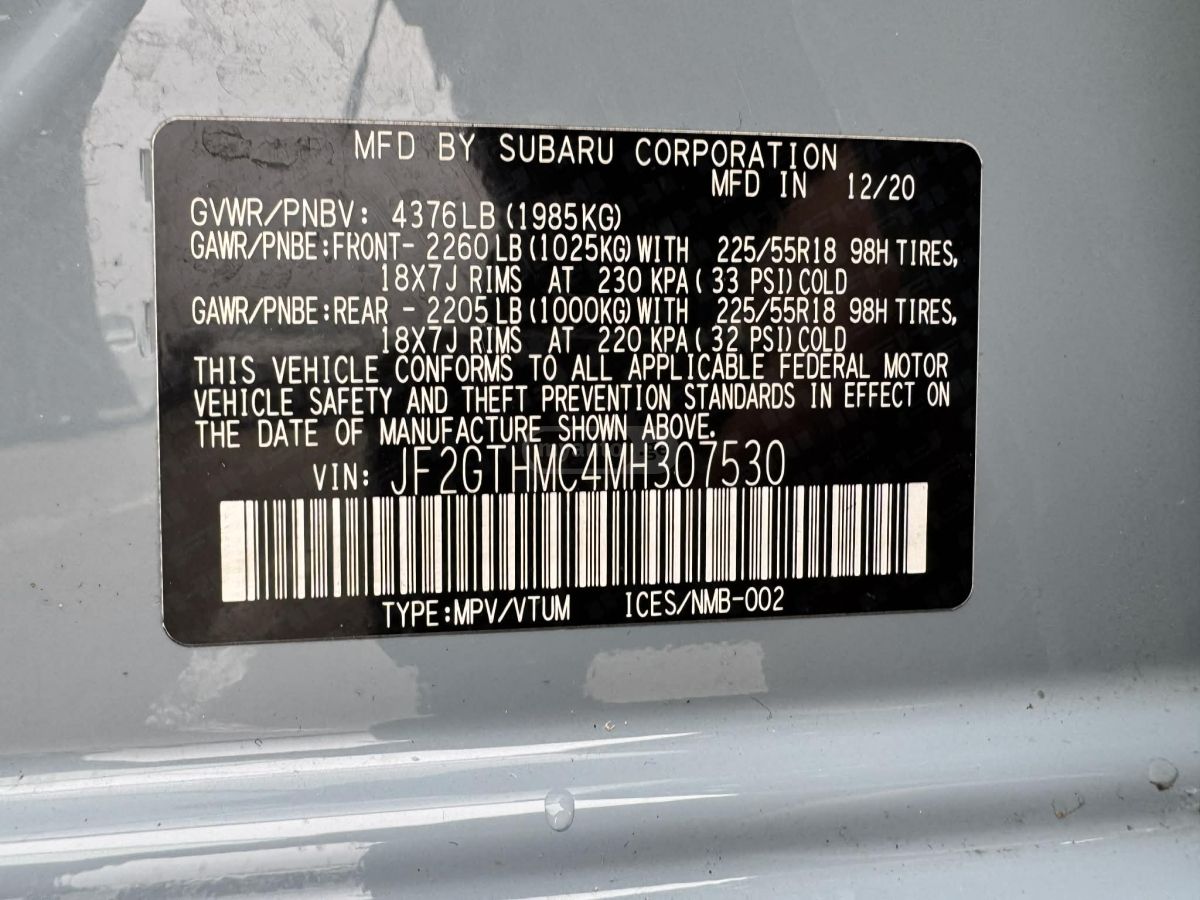 MFD BY SUBARU CORPORATION
MFD IN 12/20
GVWR/PNBV: 4376LB (1985KG)
GAWR/PNBE:FRONT- 2260 LB (1025KG) WITH 225/55R18 98H TIRES,
18X7J RIMS AT 230 KPA ( 33 PSI) COLD
GAWR/PNBE:REAR - 2205 LB (1000KG) WITH 225/55R18 98H TIRES,
18X7J RIMS AT 220 KPA ( 32 PSI) COLD
THIS VEHICLE CONFORMS TO ALL APPLICABLE FEDERAL MOTOR
VEHICLE SAFETY AND THEFT PREVENTION STANDARDS IN EFFECT ON
THE DATE OF MANUFACTURE SHOWN ABOVE.
VIN: JF2GTHMC4MH307530
TYPE:MPV/VTUM ICES/NMB-002